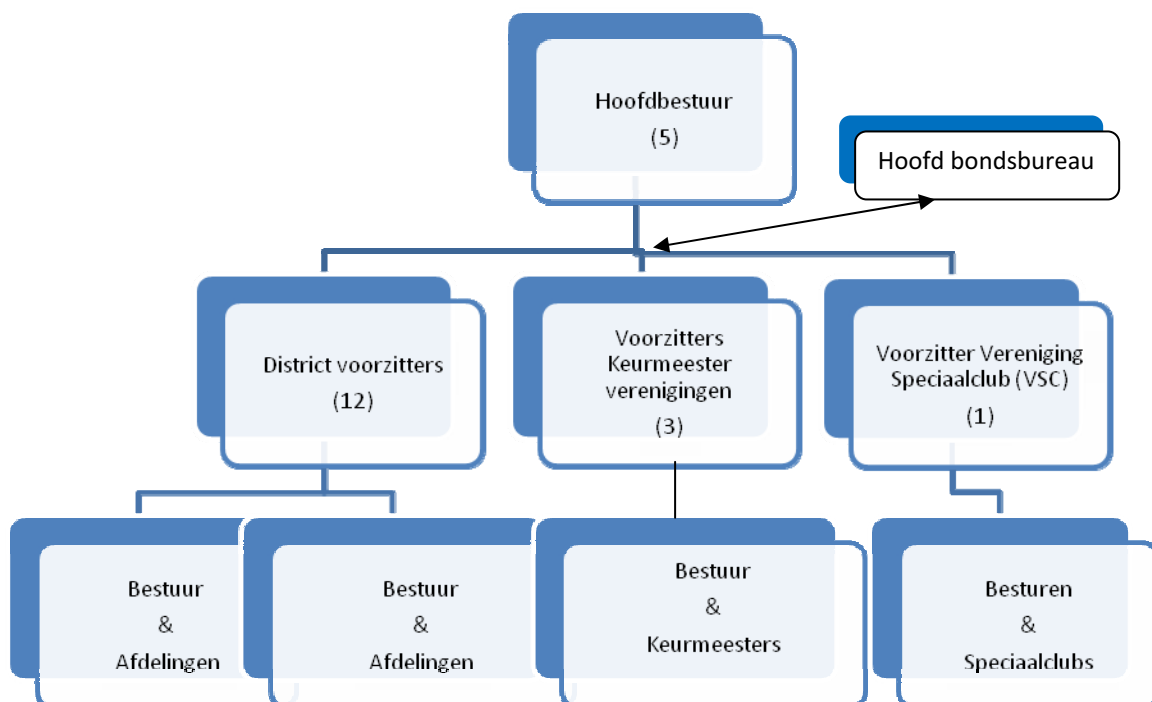 Hoofdbestuur
(5)
Hoofd bondsbureau
District voorzitters
(12)
Voorzitters
Keurmeester
verenigingen
(3)
Voorzitter Vereniging
Speciaalclub (VSC)
(1)
Bestuur
&
Afdelingen
Bestuur
&
Afdelingen
Bestuur
&
Keurmeesters
Besturen
&
Speciaalclubs